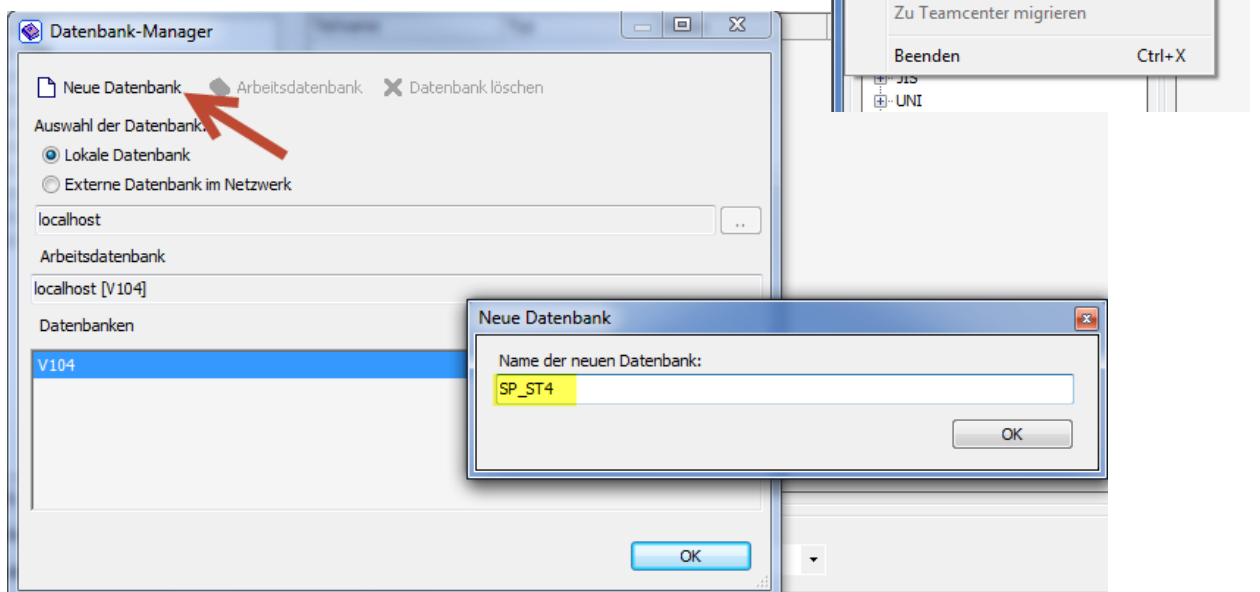 Zu Teamcenter migrieren
Beenden Ctrl+X
JIS
UNI
Datenbank-Manager
Neue Datenbank Arbeitsdatenbank Datenbank löschen
Auswahl der Datenbank:
Lokale Datenbank
Externe Datenbank im Netzwerk
localhost
..
Arbeitsdatenbank
localhost [V104]
Datenbanken
V104
OK
Neue Datenbank
Name der neuen Datenbank:
SP_ST4
OK